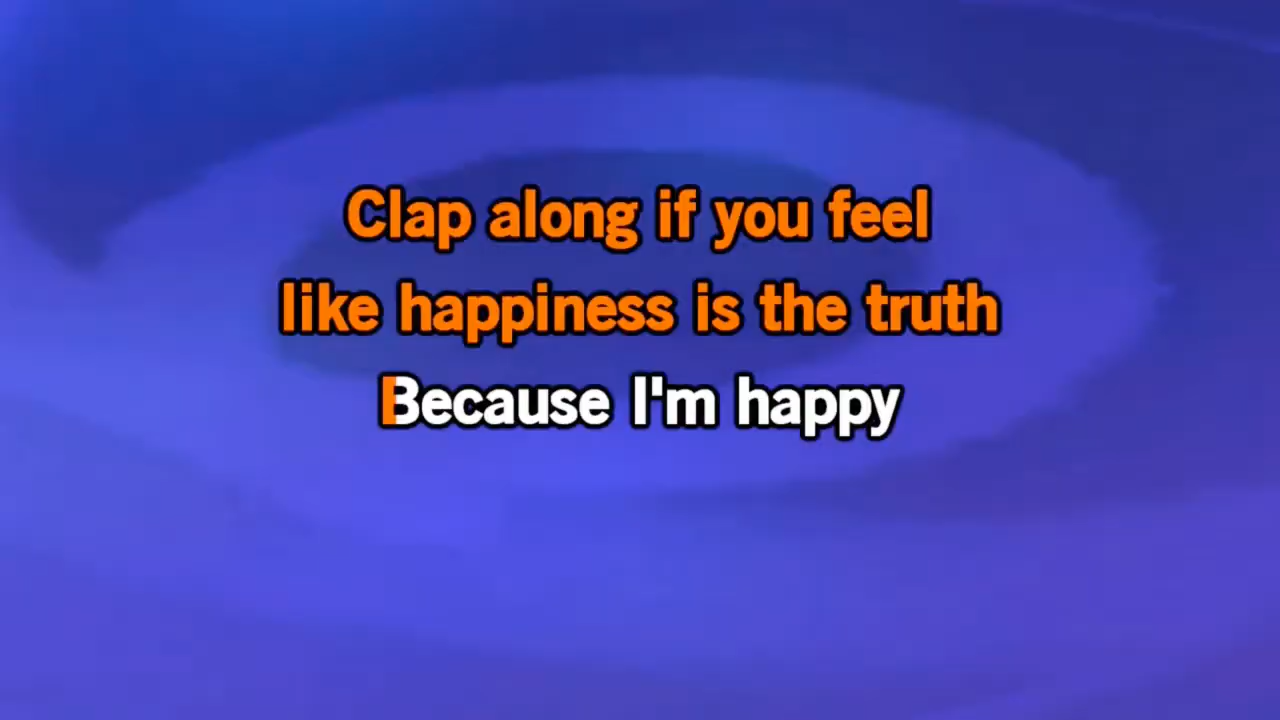 Clap along if you feel
like happiness is the truth
Because I'm happy